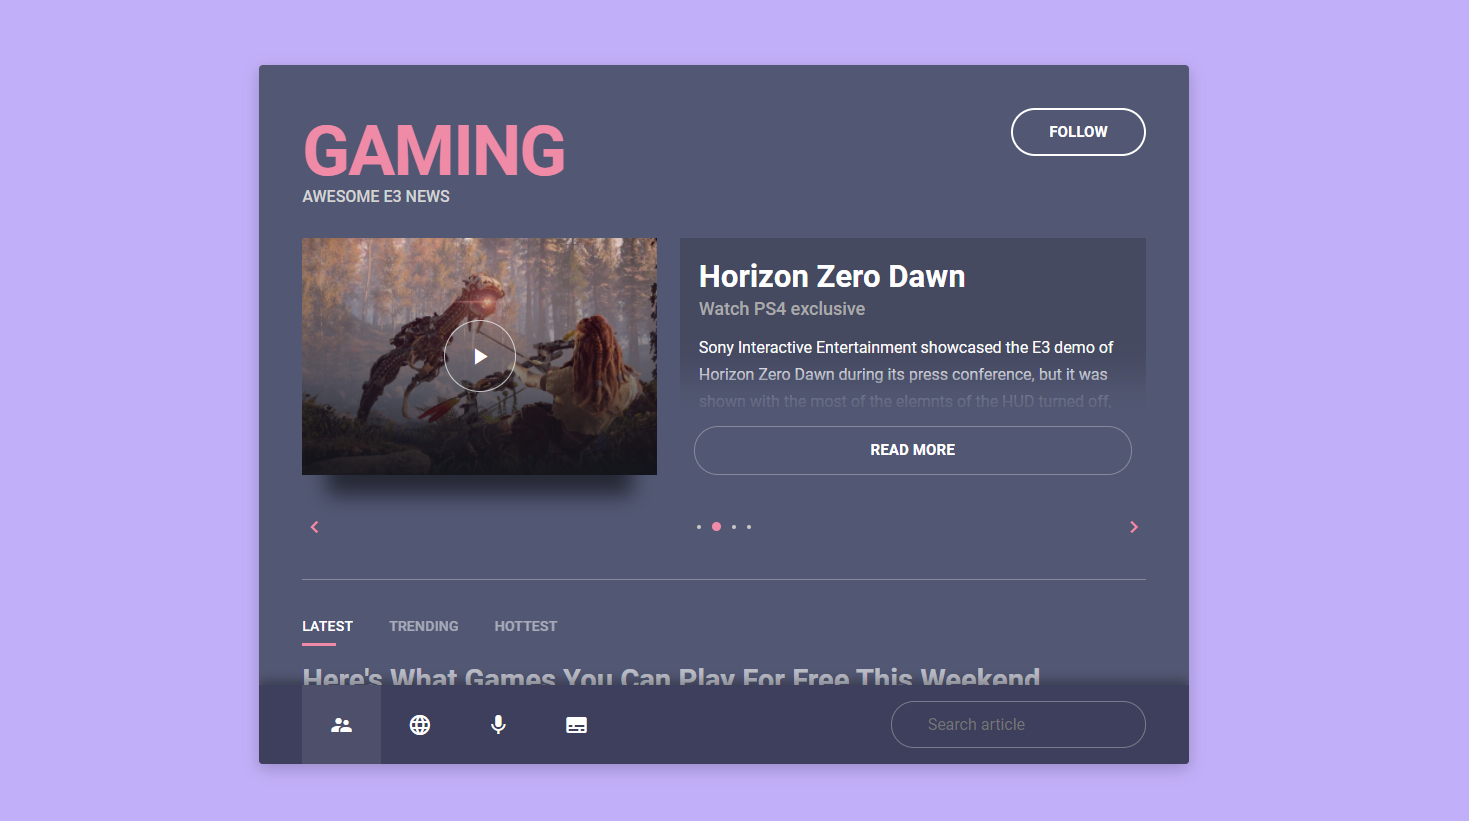 GAMING
FOLLOW
AWESOME E3 NEWS
Horizon Zero Dawn
Watch PS4 exclusive
Sony Interactive Entertainment showcased the E3 demo of
Horizon Zero Dawn during its press conference, but it was
shown with the most of the elemnts of the HUD turned off,
READ MORE
LATEST TRENDING HOTTEST
Here's What Games You Can Play For Free This Weekend
Search article